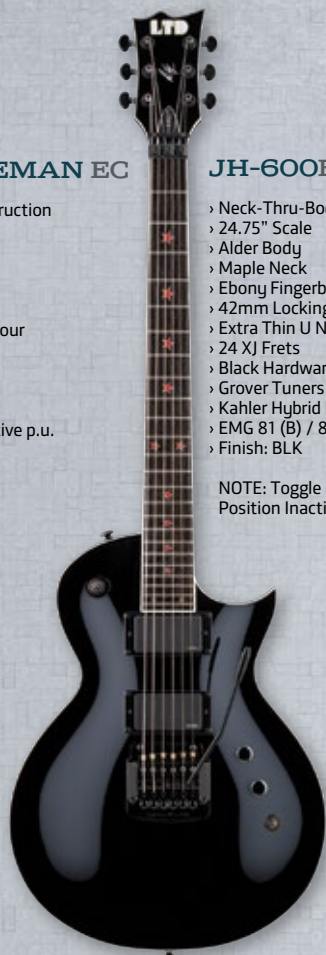 LTD
EMAN EC
ruction
our
ive p.u.
JH-600
› Neck-Thru-Bo
› 24.75" Scale
› Alder Body
› Maple Neck
› Ebony Fingerb
› 42mm Locking
› Extra Thin U N
› 24 XJ Frets
› Black Hardwar
› Grover Tuners
› Kahler Hybrid
› EMG 81 (B) / 8
› Finish: BLK
NOTE: Toggle
Position Inacti